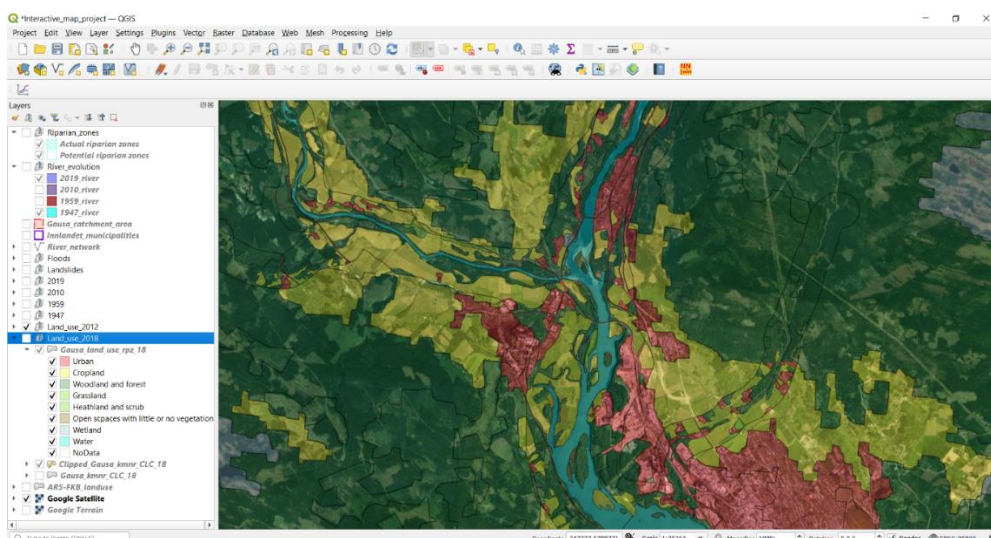 *Interactive_map_project — QGIS
Project Edit View Layer Settings Plugins Vector Raster Database Web Mesh Processing Help
Layers
Riparian_zones
Actual riparian zones
Potential riparian zones
River_evolution
2019_river
2010_river
1959_river
1947_river
Gausa_catchment_area
Innlandet_municipalities
River_network
Floods
Landslides
2019
2010
1959
1947
Land_use_2012
Land_use_2018
Gausa_land_use_rpz_18
Urban
Cropland
Woodland and forest
Grassland
Heathland and scrub
Open scpaces with little or no vegetation
Wetland
Water
NoData
Clipped_Gausa_kmnr_CLC_18
Gausa_kmnr_CLC_18
AR5-FKB_landuse
Google Satellite
Google Terrain